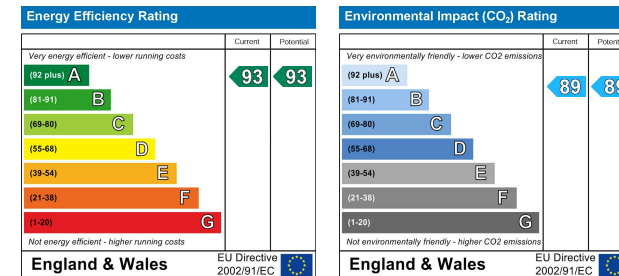 Energy Efficiency Rating
Current Potential
Very energy efficient - lower running costs
(92 plus) A
93 93
(81-91) B
(69-80) C
(55-68) D
(39-54) E
(21-38) F
(1-20) G
Not energy efficient - higher running costs
England & Wales
EU Directive
2002/91/EC
Environmental Impact (CO₂) Rating
Current Potent
Very environmentally friendly - lower CO2 emissions
(92 plus) A
(81-91) B
89 89
(69-80) C
(55-68) D
(39-54) E
(21-38) F
(1-20) G
Not environmentally friendly - higher CO2 emissions
England & Wales
EU Directive
2002/91/EC